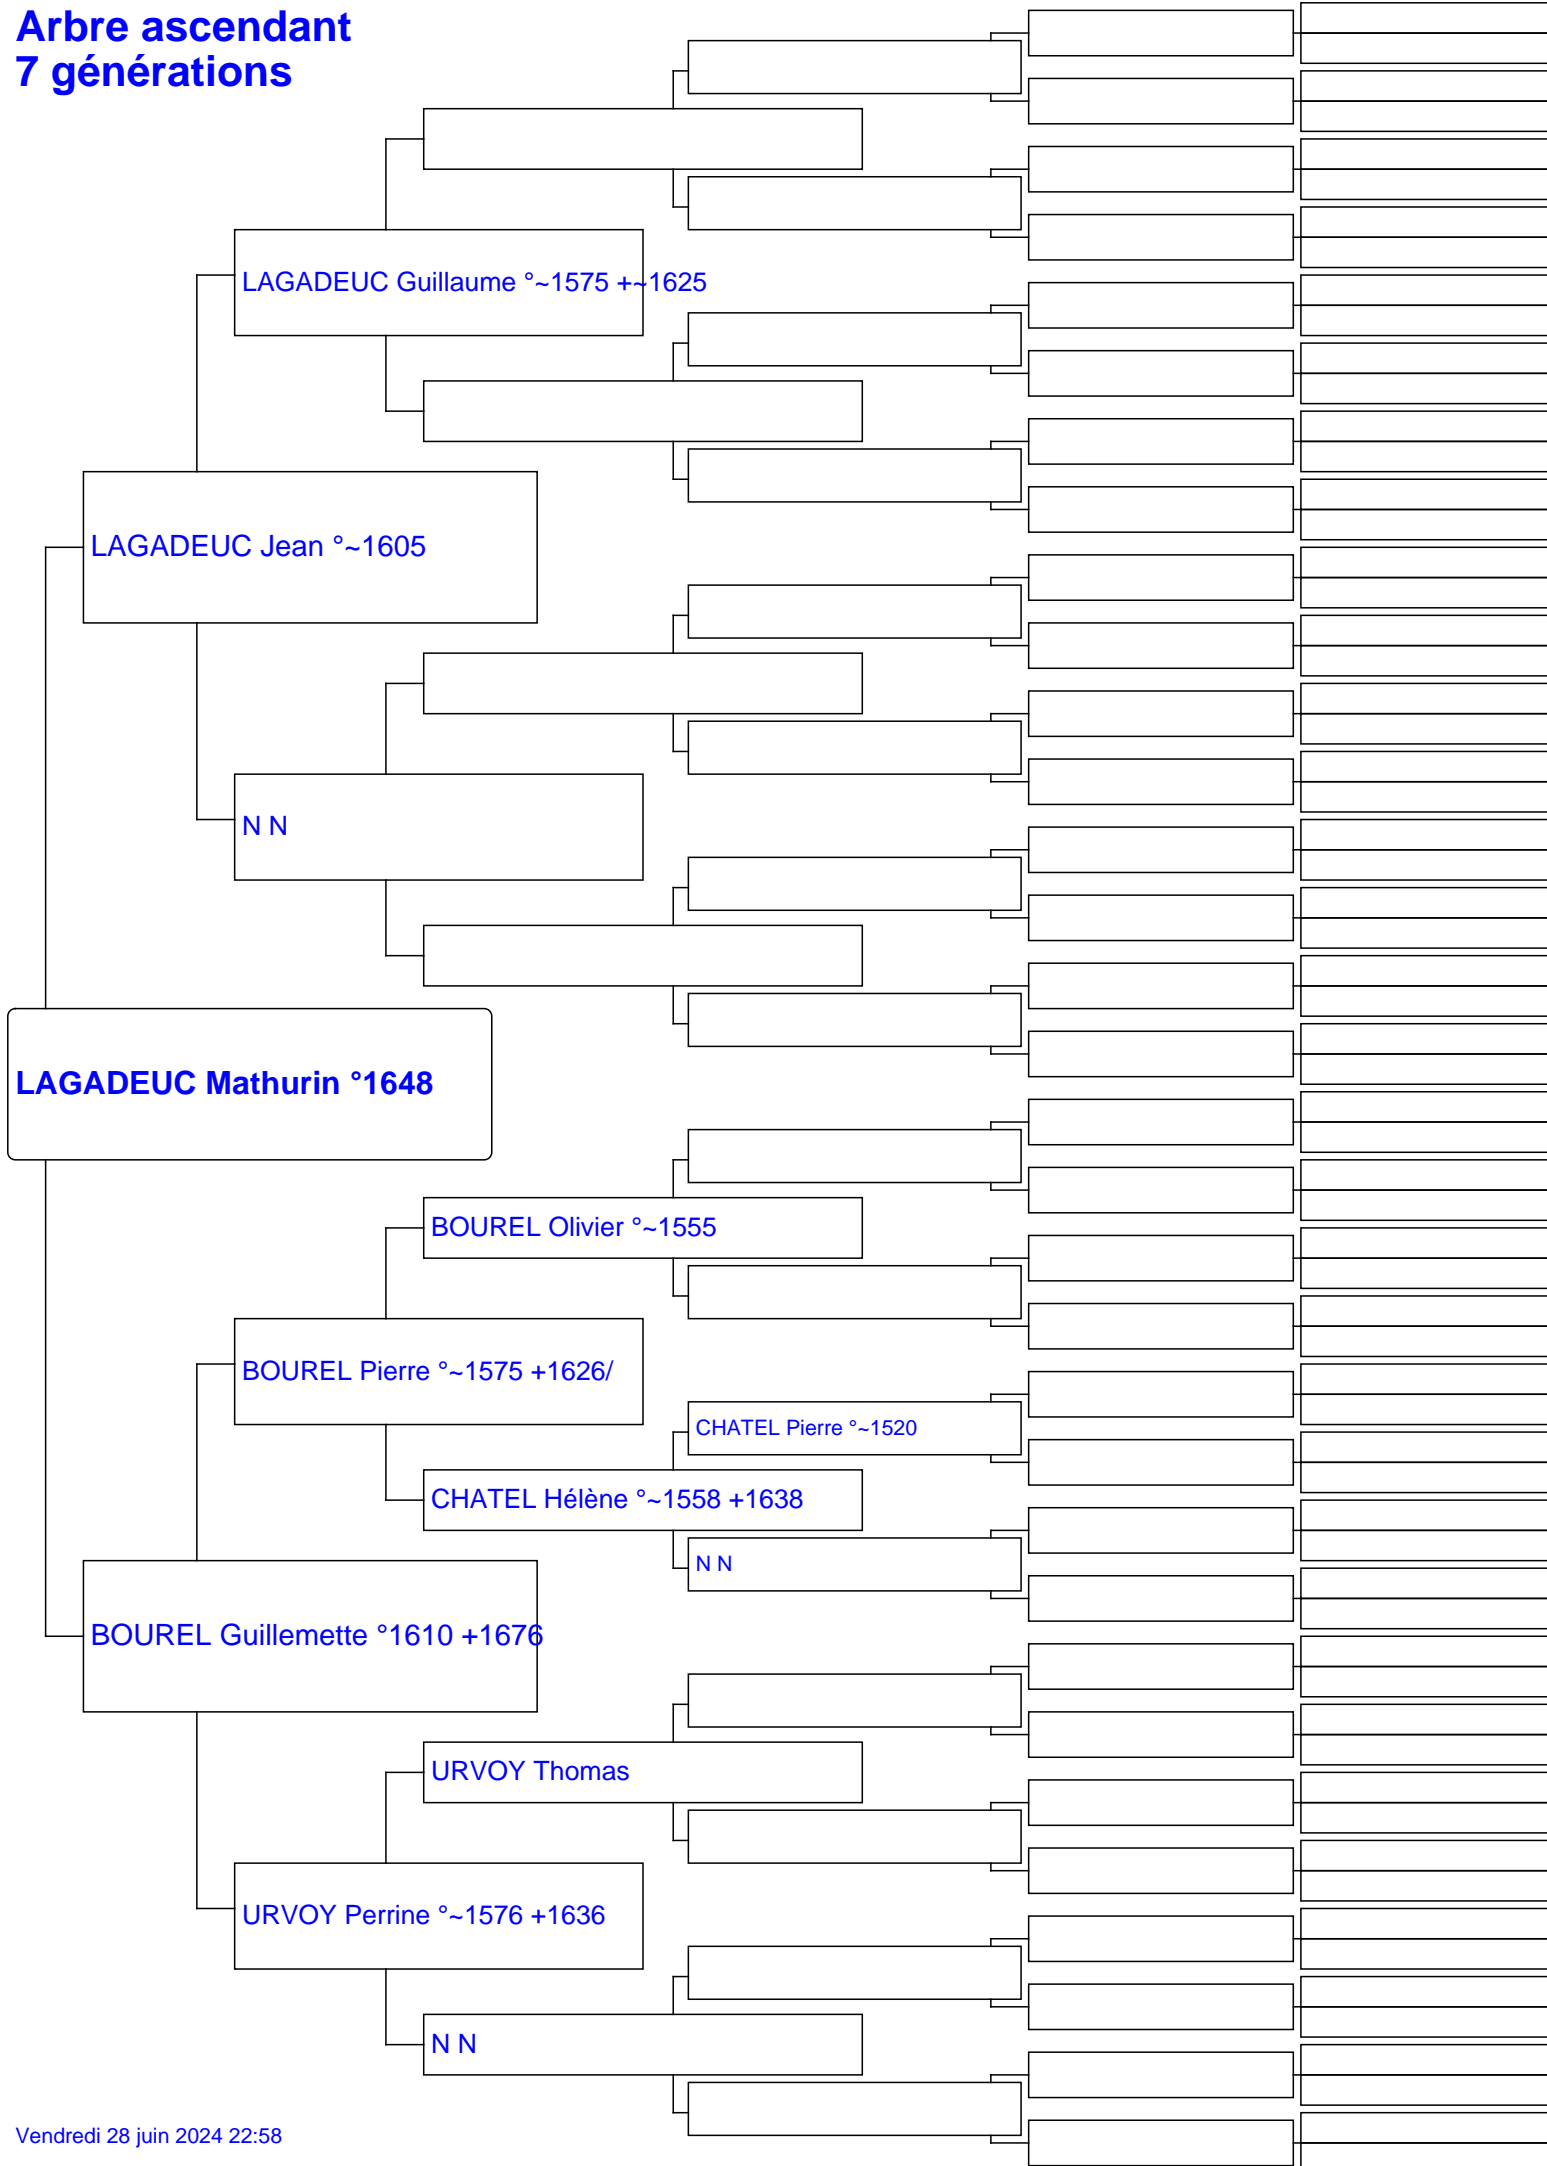 Arbre ascendant
7 générations
LAGADEUC Guillaume °~1575 +~1625
LAGADEUC Jean °~1605
N N
LAGADEUC Mathurin °1648
BOUREL Olivier °~1555
BOUREL Pierre °~1575 +1626/
CHATEL Pierre °~1520
CHATEL Hélène °~1558 +1638
N N
BOUREL Guillemette °1610 +1676
URVOY Thomas
URVOY Perrine °~1576 +1636
N N
Vendredi 28 juin 2024 22:58